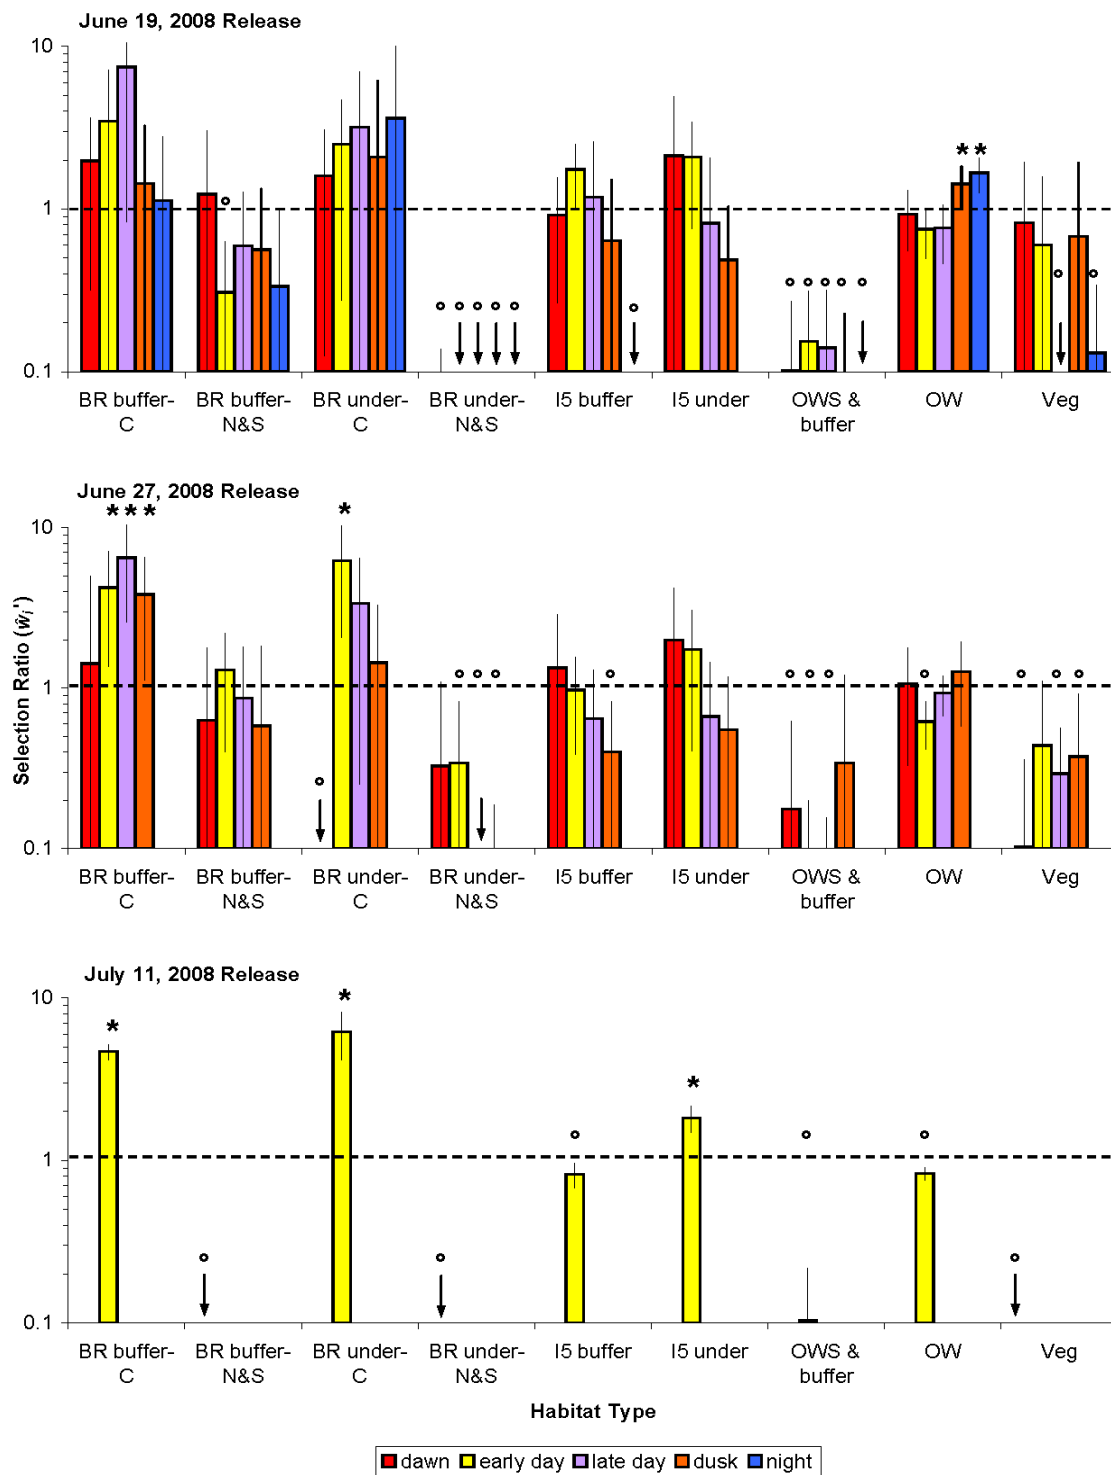 June 19, 2008 Release
10
1
0.1
* *
BR buffer-C
BR buffer-N&S
BR under-C
BR under-N&S
I5 buffer
I5 under
OWS & buffer
OW
Veg
June 27, 2008 Release
* * *
*
10
1
0.1
BR buffer-C
BR buffer-N&S
BR under-C
BR under-N&S
I5 buffer
I5 under
OWS & buffer
OW
Veg
Selection Ratio (ŵi')
July 11, 2008 Release
10
1
0.1
*
*
*
BR buffer-C
BR buffer-N&S
BR under-C
BR under-N&S
I5 buffer
I5 under
OWS & buffer
OW
Veg
Habitat Type
dawn early day late day dusk night